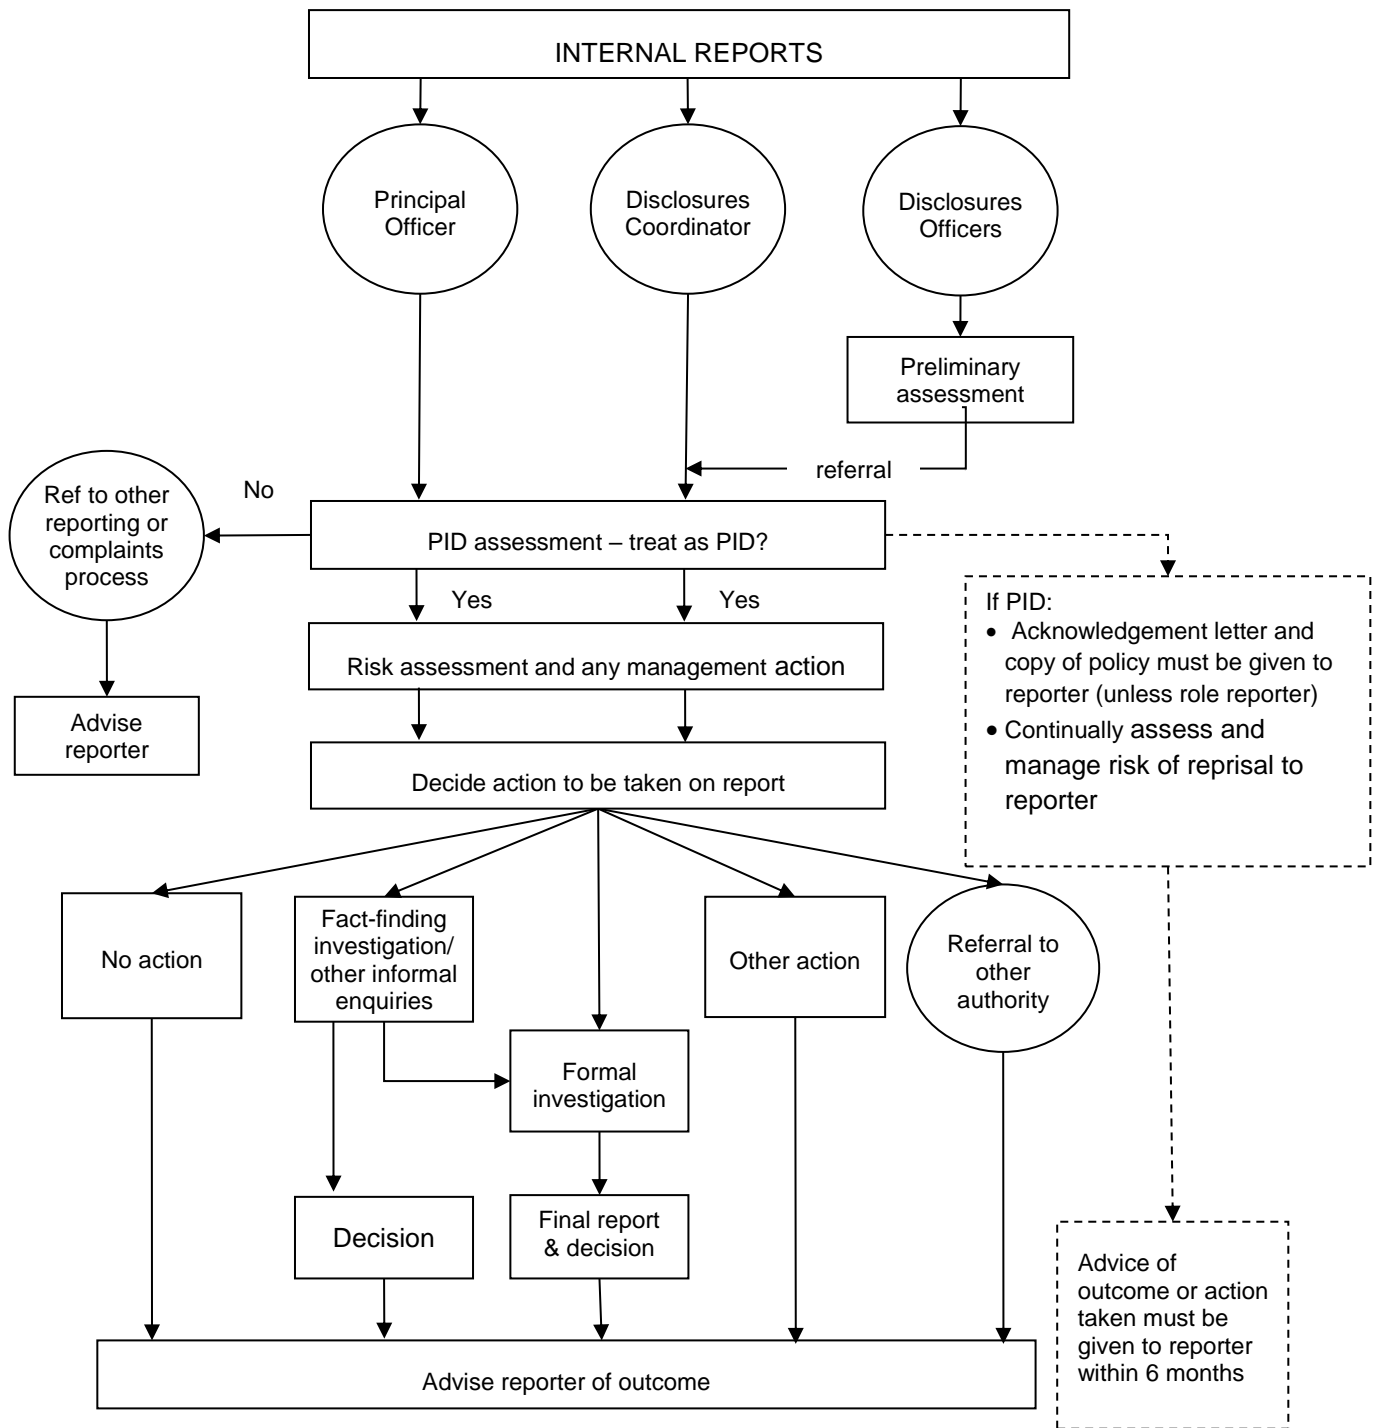 INTERNAL REPORTS
Principal
Officer
Disclosures
Coordinator
Disclosures
Officers
Preliminary
assessment
referral
Ref to other
reporting or
complaints
process
No
PID assessment – treat as PID?
Yes
Yes
If PID:
• Acknowledgement letter and
copy of policy must be given to
reporter (unless role reporter)
• Continually assess and
manage risk of reprisal to
reporter
Risk assessment and any management action
Advise
reporter
Decide action to be taken on report
No action
Fact-finding
investigation/
other informal
enquiries
Other action
Referral to
other
authority
Formal
investigation
Decision
Final report
& decision
Advice of
outcome or action
taken must be
given to reporter
within 6 months
Advise reporter of outcome